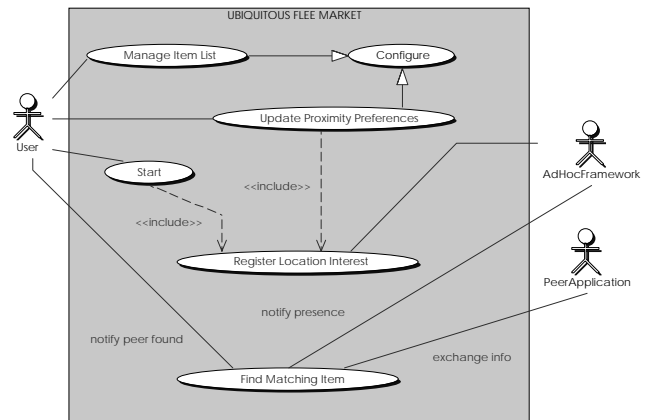 UBIQUITOUS FLEE MARKET
Manage Item List
Configure
Update Proximity Preferences
User
Start
<<include>>
AdHocFramework
<<include>>
Register Location Interest
PeerApplication
notify presence
notify peer found
exchange info
Find Matching Item